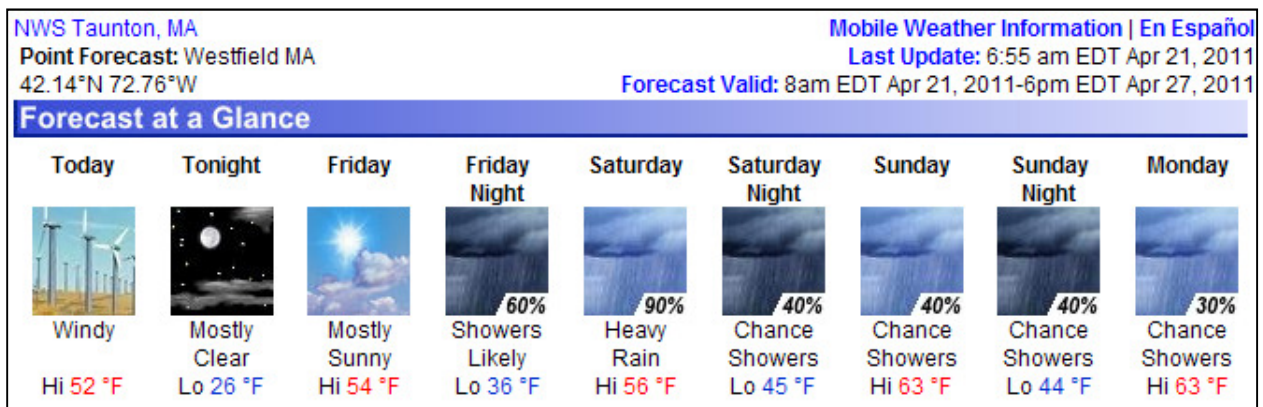 NWS Taunton, MA Mobile Weather Information | En Español
Point Forecast: Westfield MA Last Update: 6:55 am EDT Apr 21, 2011
42.14°N 72.76°W Forecast Valid: 8am EDT Apr 21, 2011-6pm EDT Apr 27, 2011
Forecast at a Glance
Today Tonight Friday Friday Saturday Saturday Sunday Sunday Monday
Night Night Night
60% 90% 40% 40% 40% 30%
Windy Mostly Mostly Showers Heavy Chance Chance Chance Chance
Clear Sunny Likely Rain Showers Showers Showers Showers
Hi 52 °F Lo 26 °F Hi 54 °F Lo 36 °F Hi 56 °F Lo 45 °F Hi 63 °F Lo 44 °F Hi 63 °F